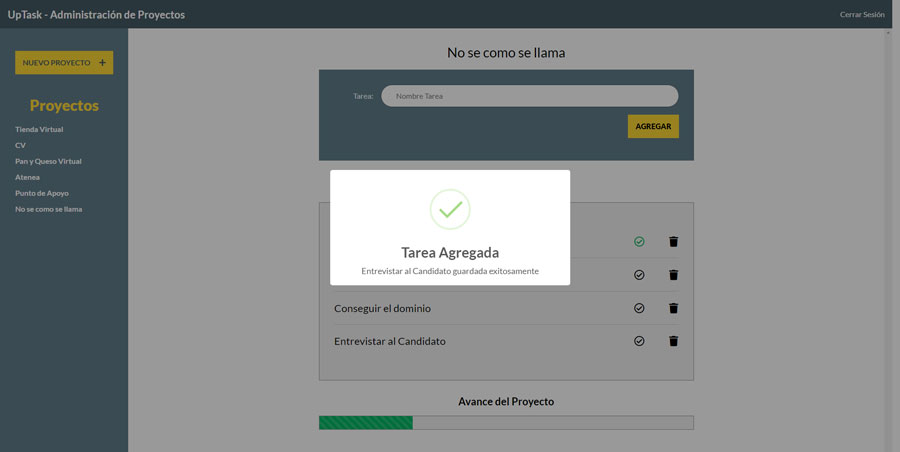 UpTask - Administración de Proyectos
Cerrar Sesión
NUEVO PROYECTO +
Proyectos
Tienda Virtual
CV
Pan y Queso Virtual
Atenea
Punto de Apoyo
No se como se llama
No se como se llama
Tarea:
Nombre Tarea
AGREGAR
Tarea Agregada
Entrevistar al Candidato guardada exitosamente
Conseguir el dominio
Entrevistar al Candidato
Avance del Proyecto